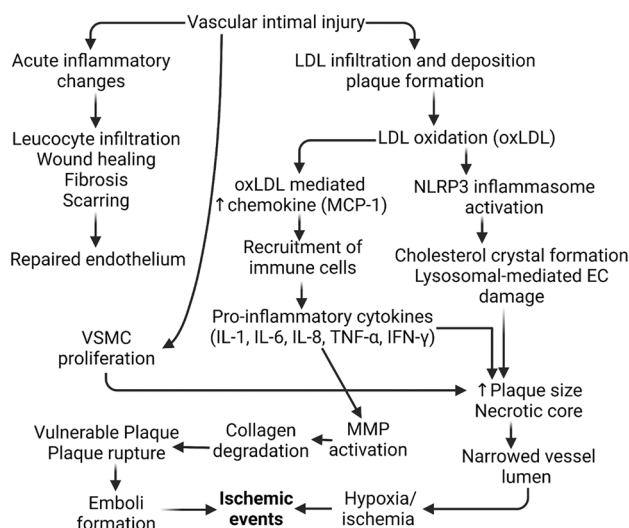 Vascular intimal injury
Acute inflammatory
changes
LDL infiltration and deposition
plaque formation
Leucocyte infiltration
Wound healing
Fibrosis
Scarring
LDL oxidation (oxLDL)
oxLDL mediated
↑chemokine (MCP-1)
NLRP3 inflammasome
activation
Repaired endothelium
Recruitment of
immune cells
Cholesterol crystal formation
Lysosomal-mediated EC
damage
Pro-inflammatory cytokines
(IL-1, IL-6, IL-8, TNF-α, IFN-γ)
VSMC
proliferation
↑Plaque size
Necrotic core
Vulnerable Plaque
Plaque rupture
Collagen
degradation
MMP
activation
Narrowed vessel
lumen
Emboli
formation
Ischemic
events
Hypoxia/
ischemia